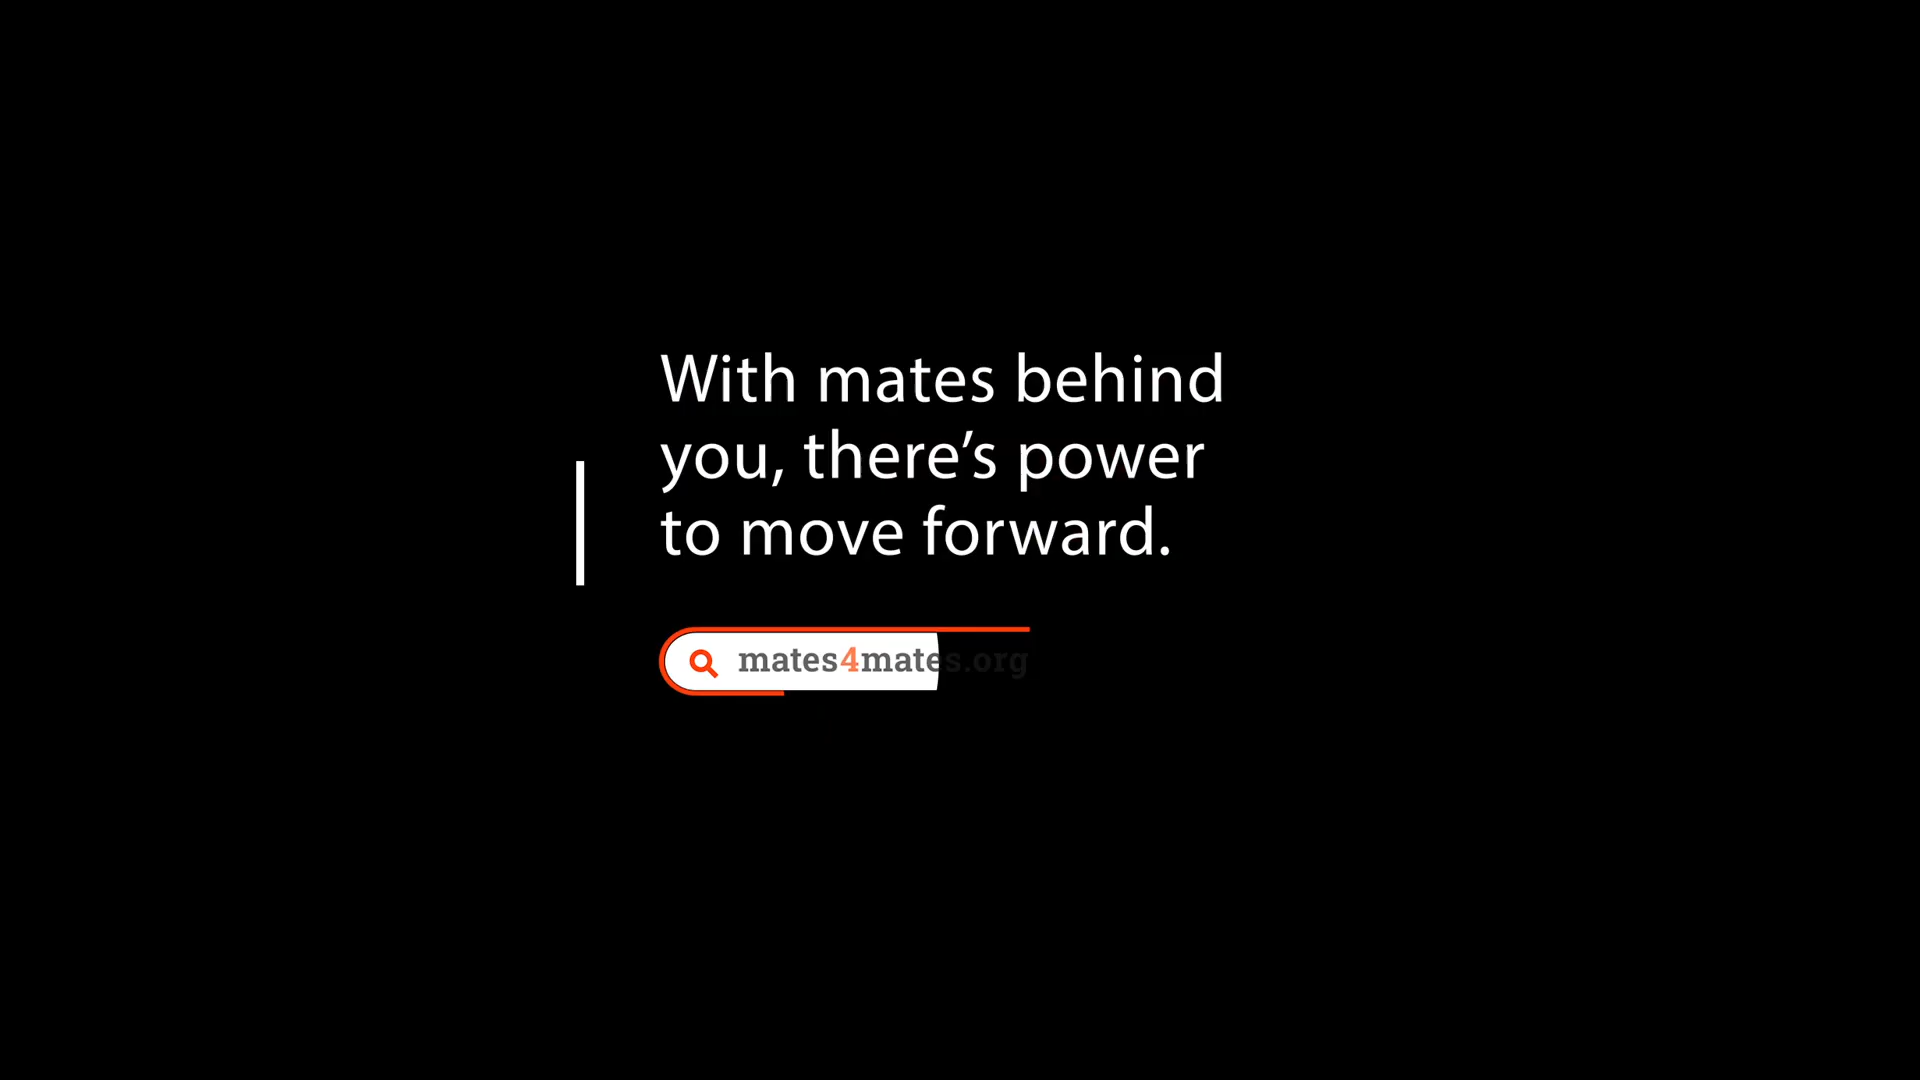 With mates behind
you, there’s power
to move forward.
mates4mates.org